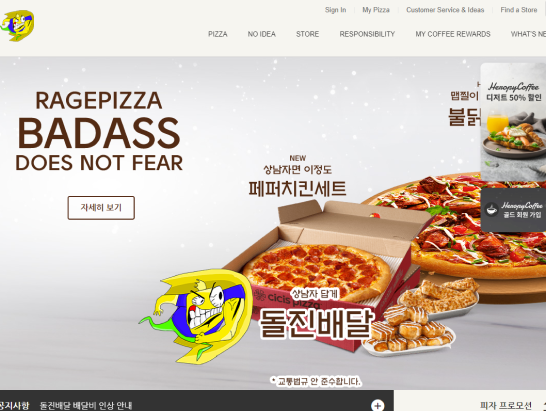 Sign In
My Pizza
Customer Service & Ideas
Find a Store
PIZZA
NO IDEA
STORE
RESPONSIBILITY
MY COFFEE REWARDS
WHAT'S NE
RAGEPIZZA
BADASS
DOES NOT FEAR
자세히 보기
NEW
상남자면 이정도
페퍼치킨세트
맵찔이
불닭
HeropyCoffee
디저트 50% 할인
HeropyCoffee
골드 회원 가입
cicis pizza
상남자 답게
돌진배달
* 교통법규 안 준수합니다.
공지사항
돌진배달 배달비 인상 안내
피자 프로모션